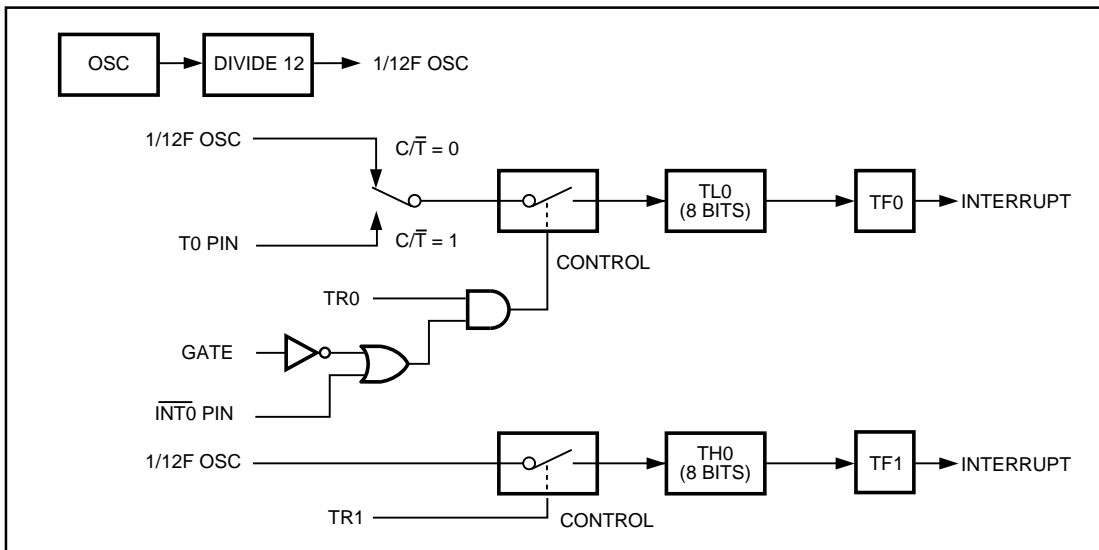 OSC
DIVIDE 12
1/12F OSC
1/12F OSC
C/T̅ = 0
T0 PIN
C/T̅ = 1
TL0
(8 BITS)
TF0
INTERRUPT
CONTROL
TR0
GATE
I̅N̅T̅0̅ PIN
1/12F OSC
TH0
(8 BITS)
TF1
INTERRUPT
TR1
CONTROL